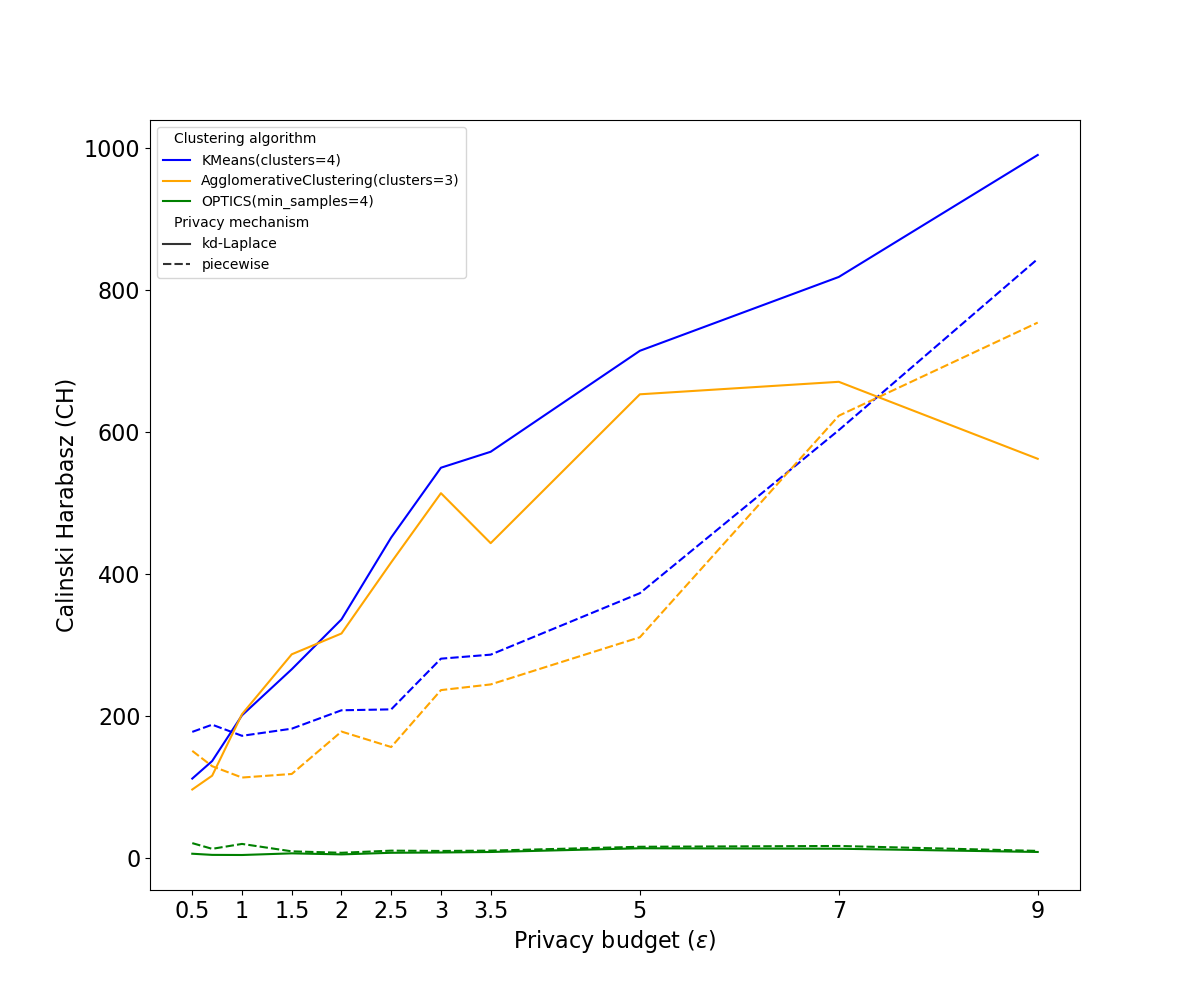 Clustering algorithm
KMeans(clusters=4)
AgglomerativeClustering(clusters=3)
OPTICS(min_samples=4)
Privacy mechanism
kd-Laplace
piecewise
1000
800
600
400
200
0
Calinski Harabasz (CH)
0.5 1 1.5 2 2.5 3 3.5 5 7 9
Privacy budget (ε)